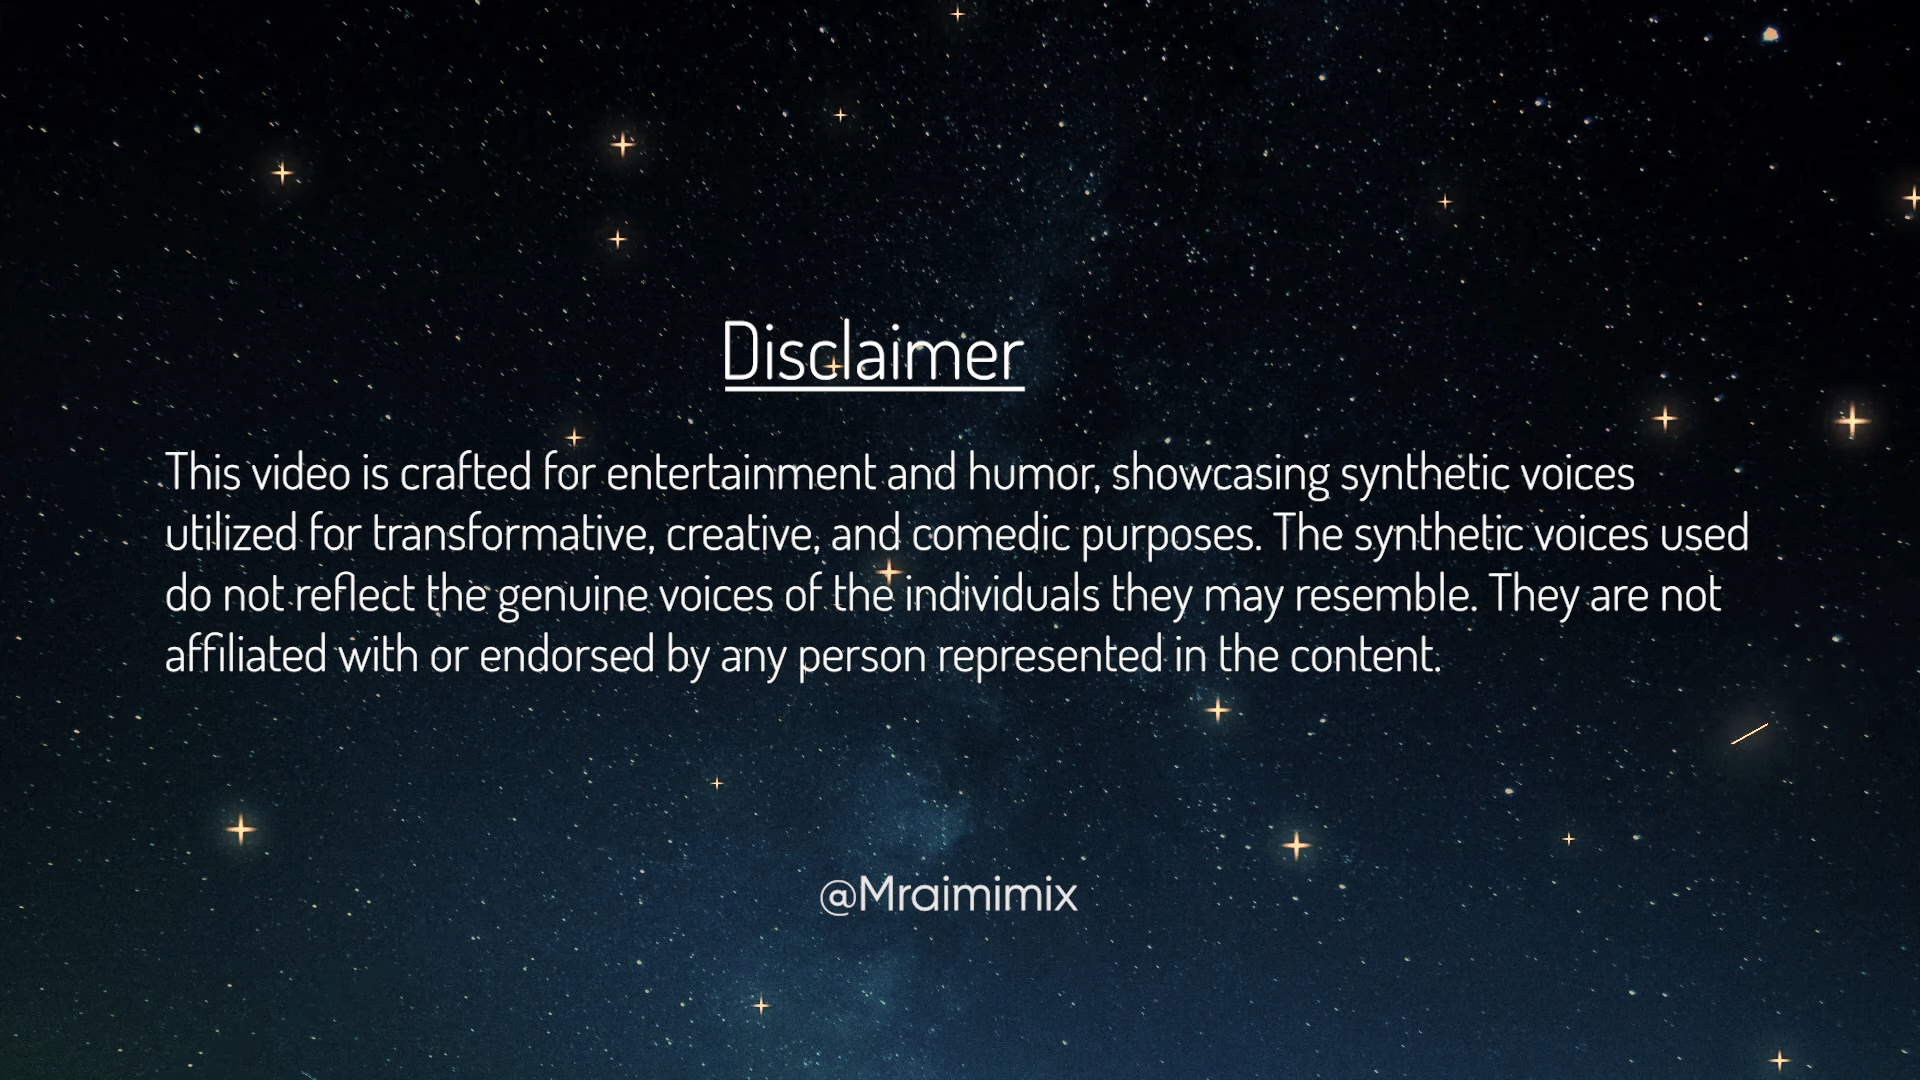 Disclaimer
This video is crafted for entertainment and humor, showcasing synthetic voices
utilized for transformative, creative, and comedic purposes. The synthetic voices used
do not reflect the genuine voices of the individuals they may resemble. They are not
affiliated with or endorsed by any person represented in the content.
@Mraimimix